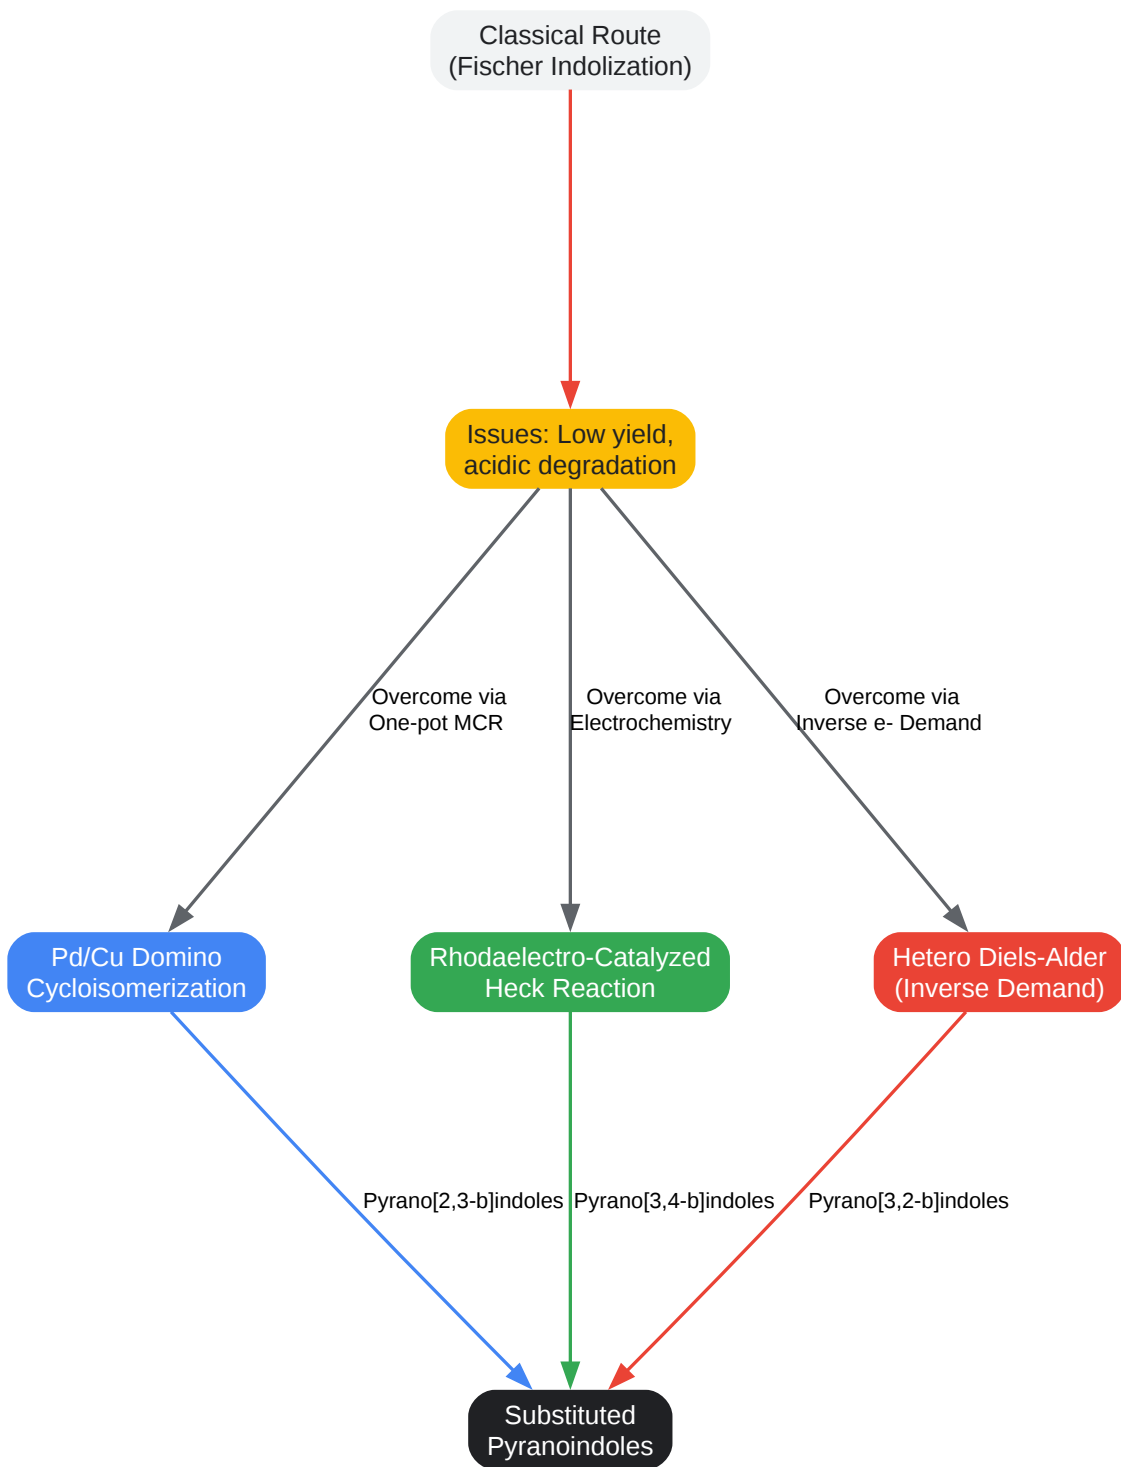 Classical Route
(Fischer Indolization)
Issues: Low yield,
acidic degradation
Overcome via
One-pot MCR
Overcome via
Electrochemistry
Overcome via
Inverse e- Demand
Pd/Cu Domino
Cycloisomerization
Rhodaelectro-Catalyzed
Heck Reaction
Hetero Diels-Alder
(Inverse Demand)
Pyrano[2,3-b]indoles
Pyrano[3,4-b]indoles
Pyrano[3,2-b]indoles
Substituted
Pyranoindoles